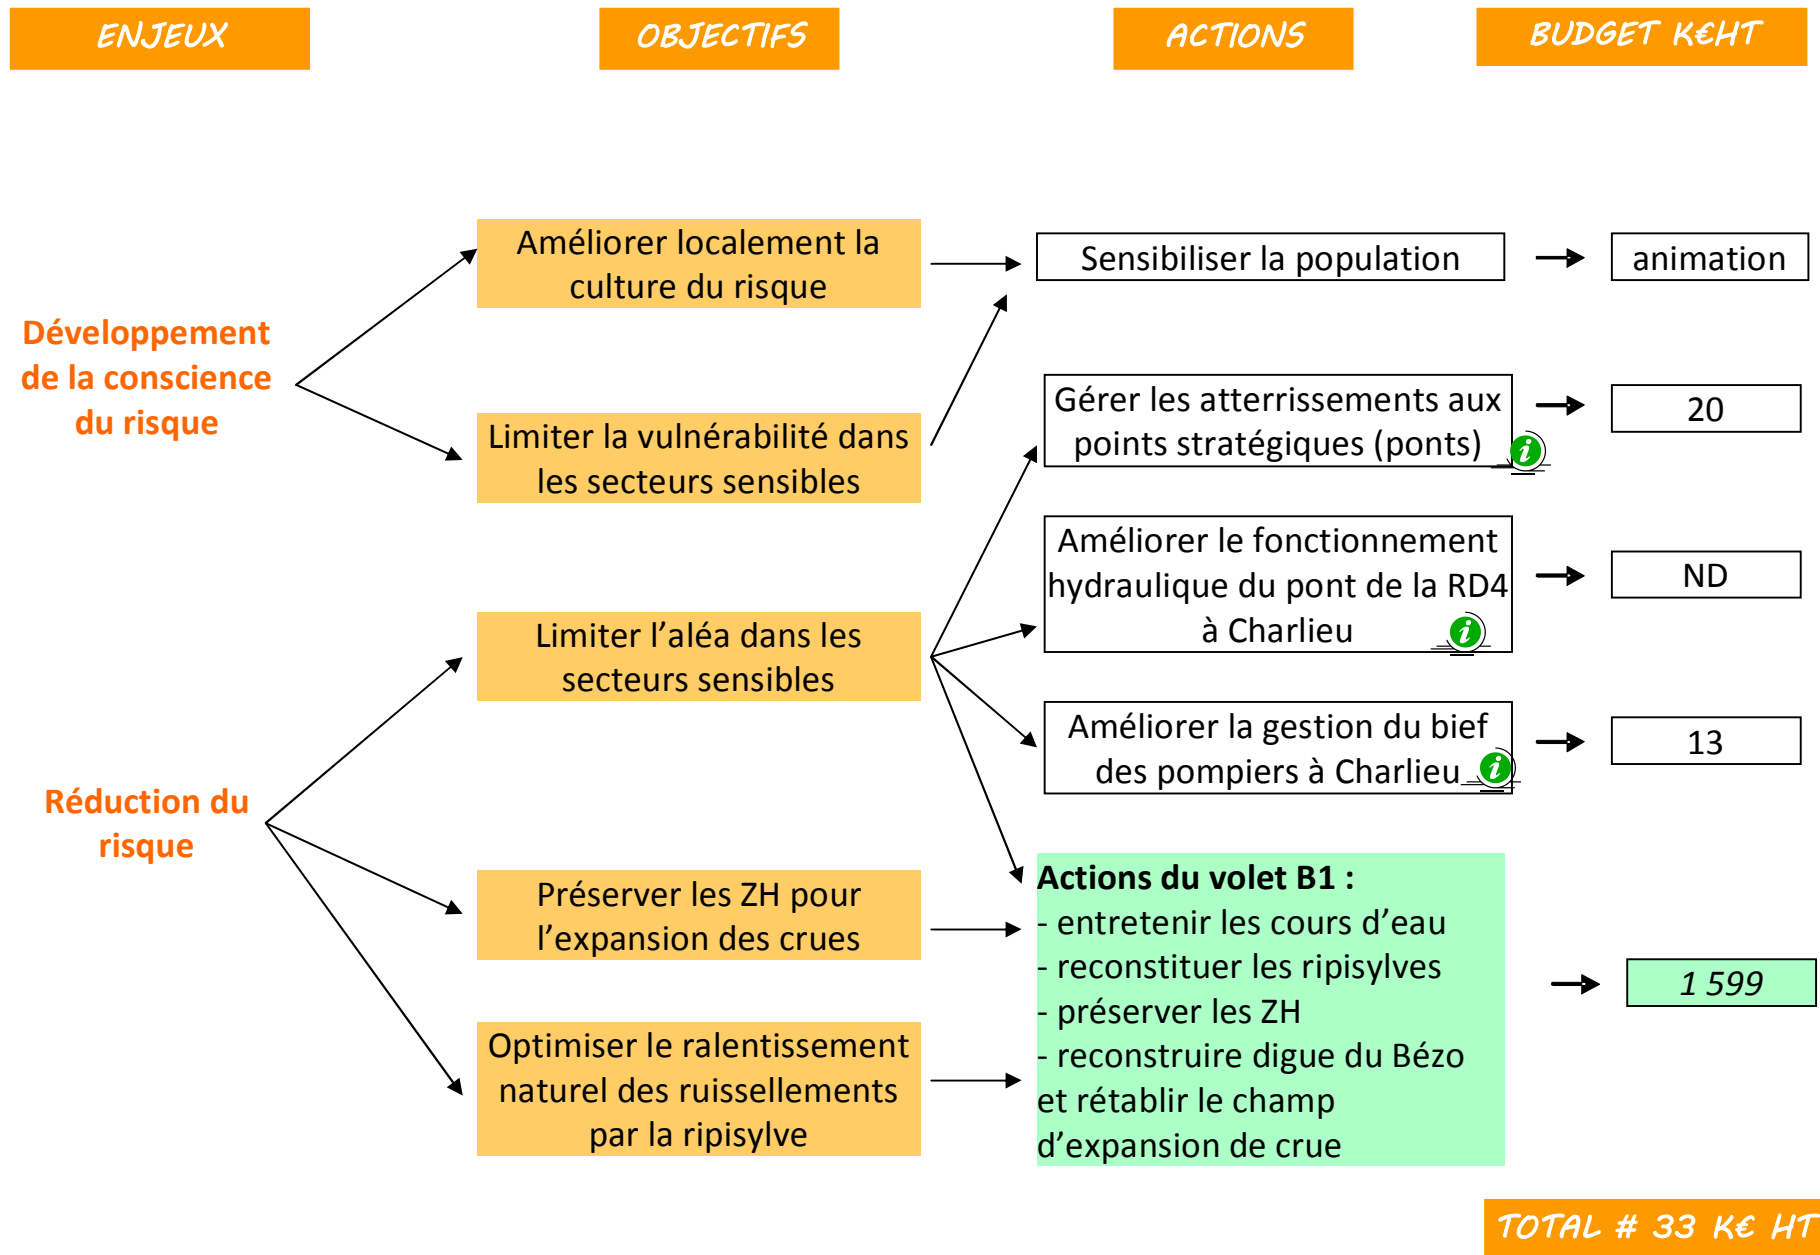 ENJEUX
OBJECTIFS
ACTIONS
BUDGET K€HT
Développement
de la conscience
du risque
Améliorer localement la
culture du risque
Limiter la vulnérabilité dans
les secteurs sensibles
Sensibiliser la population
animation
Gérer les atterrissements aux
points stratégiques (ponts)
i
20
Améliorer le fonctionnement
hydraulique du pont de la RD4
à Charlieu
i
ND
Réduction du
risque
Limiter l’aléa dans les
secteurs sensibles
Améliorer la gestion du bief
des pompiers à Charlieu
i
13
Préserver les ZH pour
l’expansion des crues
Optimiser le ralentissement
naturel des ruissellements
par la ripisylve
Actions du volet B1 :
- entretenir les cours d’eau
- reconstituer les ripisylves
- préserver les ZH
- reconstruire digue du Bézo
et rétablir le champ
d’expansion de crue
1 599
TOTAL # 33 K€ HT